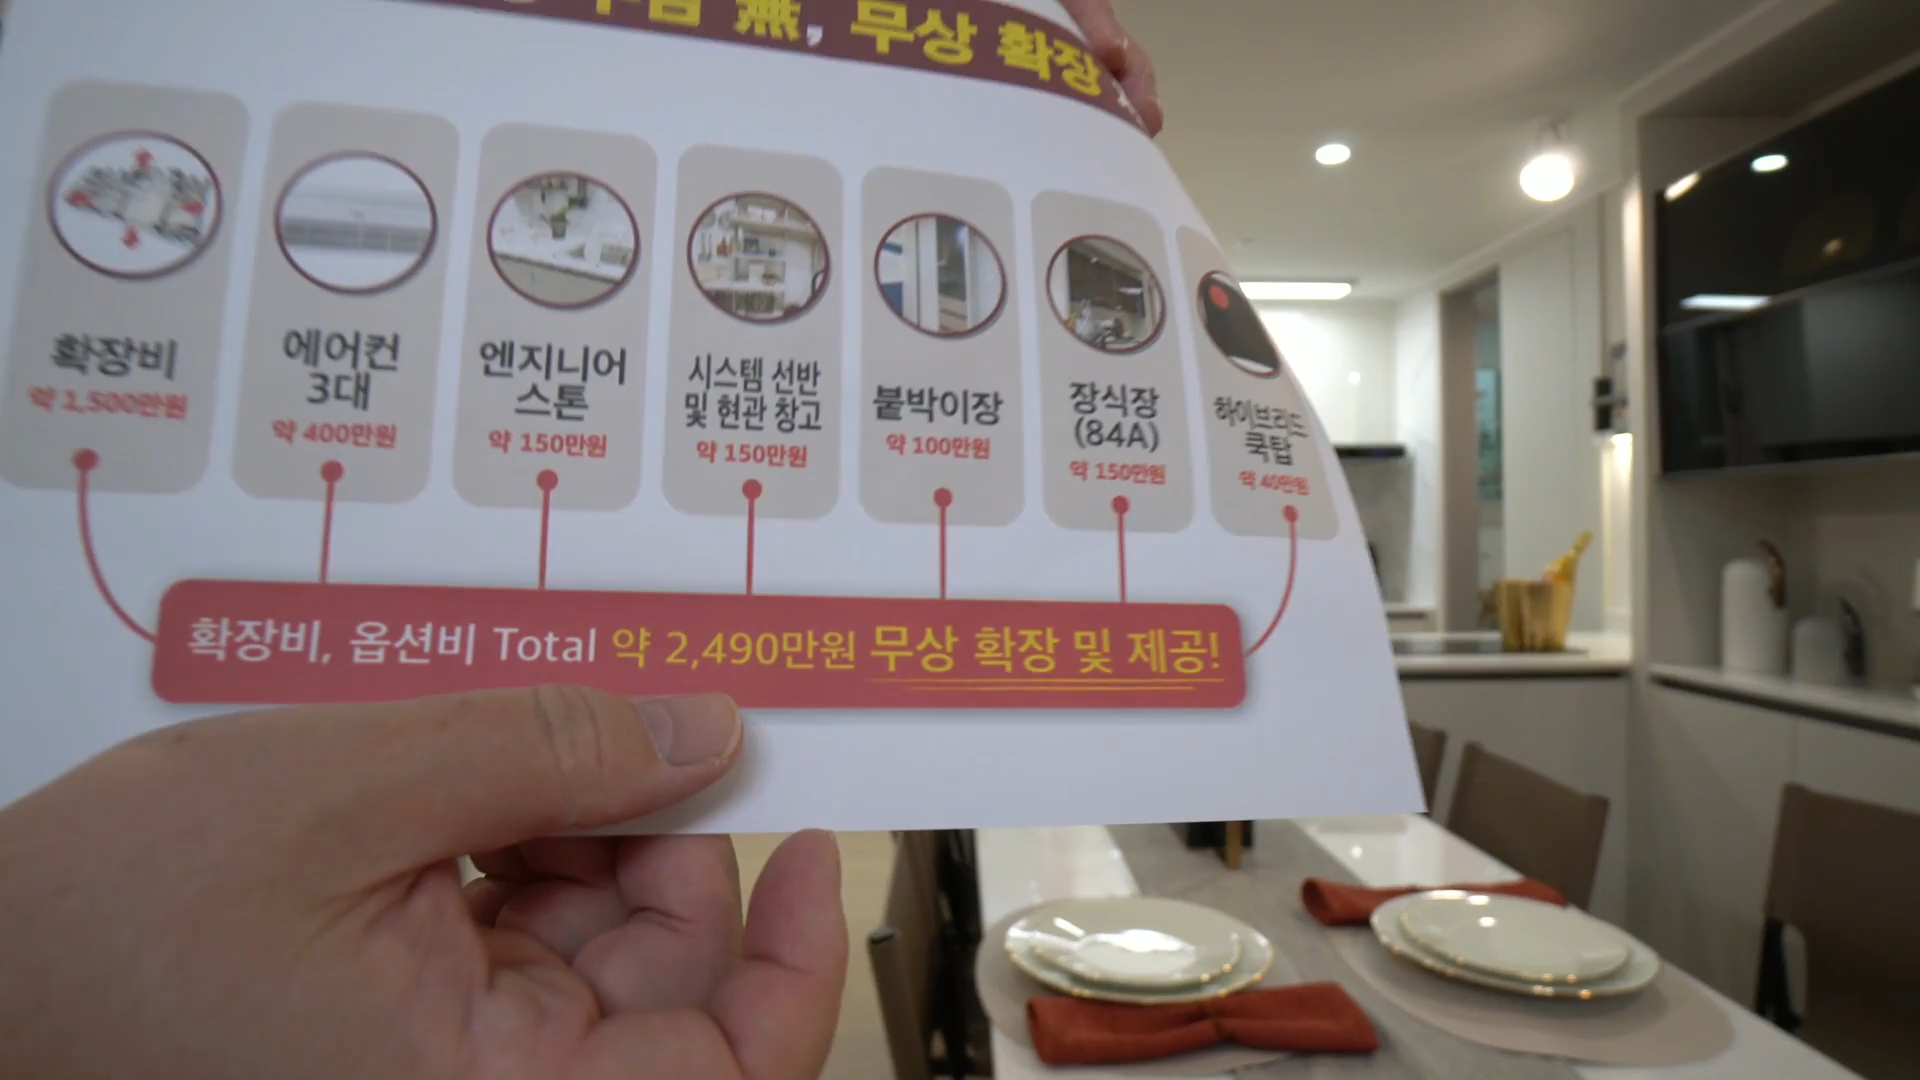 無, 무상 확장
확장비
약 1,500만원
에어컨
3대
약 400만원
엔지니어
스톤
약 150만원
시스템 선반
및 현관 창고
약 150만원
붙박이장
약 100만원
장식장
(84A)
약 150만원
하이브리드
쿡탑
약 40만원
확장비, 옵션비 Total 약 2,490만원 무상 확장 및 제공!